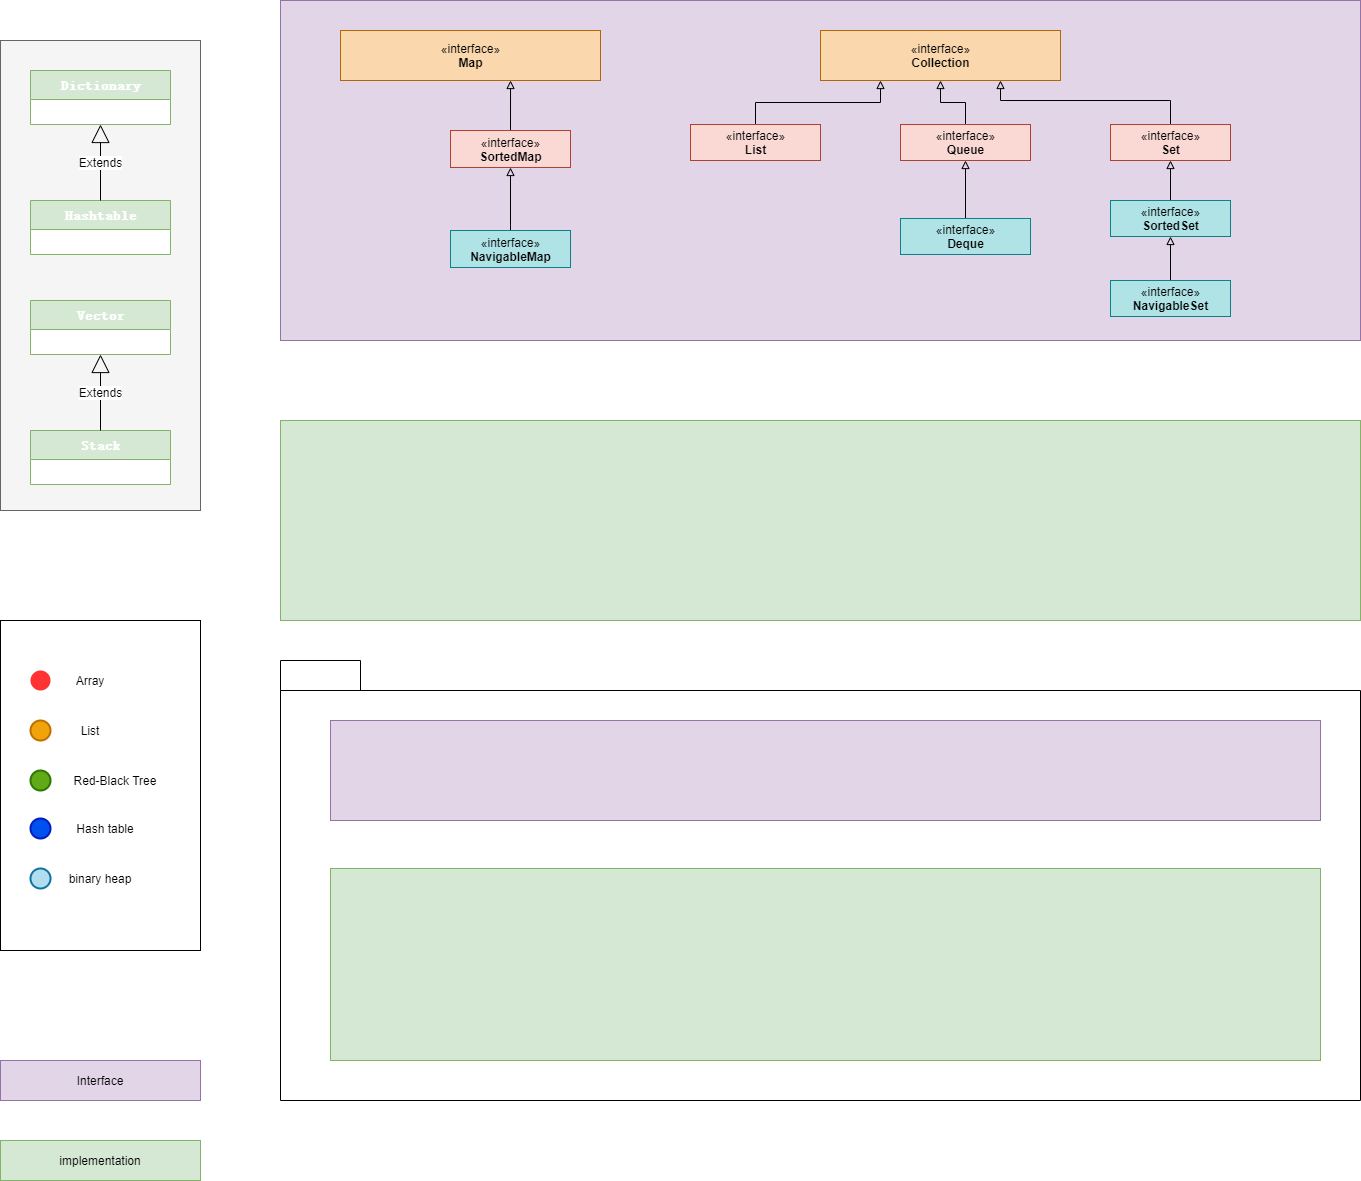 Dictionary
Extends
Hashtable
Vector
Extends
Stack
«interface»
Map
«interface»
SortedMap
«interface»
NavigableMap
«interface»
Collection
«interface»
List
«interface»
Queue
«interface»
Set
«interface»
Deque
«interface»
SortedSet
«interface»
NavigableSet
Array
List
Red-Black Tree
Hash table
binary heap
Interface
implementation